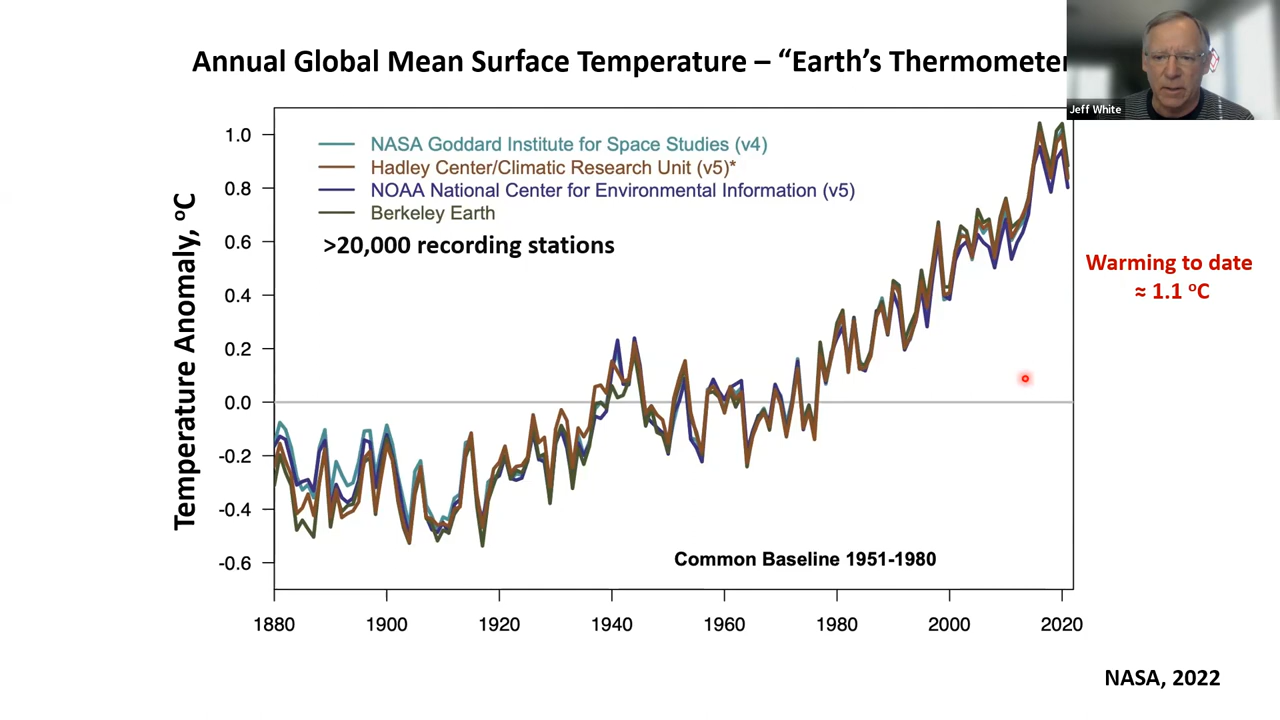 Annual Global Mean Surface Temperature – “Earth’s Thermometer
Jeff White
1.0
0.8
0.6
0.4
0.2
0.0
-0.2
-0.4
-0.6
Temperature Anomaly, ºC
NASA Goddard Institute for Space Studies (v4)
Hadley Center/Climatic Research Unit (v5)*
NOAA National Center for Environmental Information (v5)
Berkeley Earth
>20,000 recording stations
Warming to date
≈ 1.1 ºC
Common Baseline 1951-1980
1880 1900 1920 1940 1960 1980 2000 2020
NASA, 2022